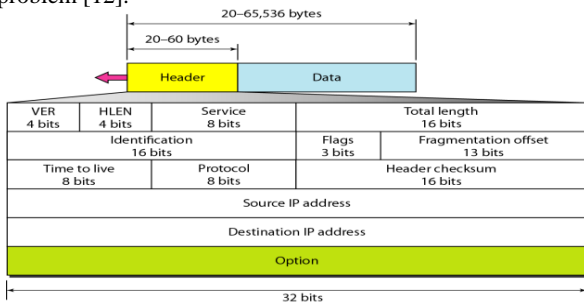 problem [12].
20–65,536 bytes
20–60 bytes
Header Data
VER HLEN Service Total length
4 bits 4 bits 8 bits 16 bits
Identification Flags Fragmentation offset
16 bits 3 bits 13 bits
Time to live Protocol Header checksum
8 bits 8 bits 16 bits
Source IP address
Destination IP address
Option
32 bits